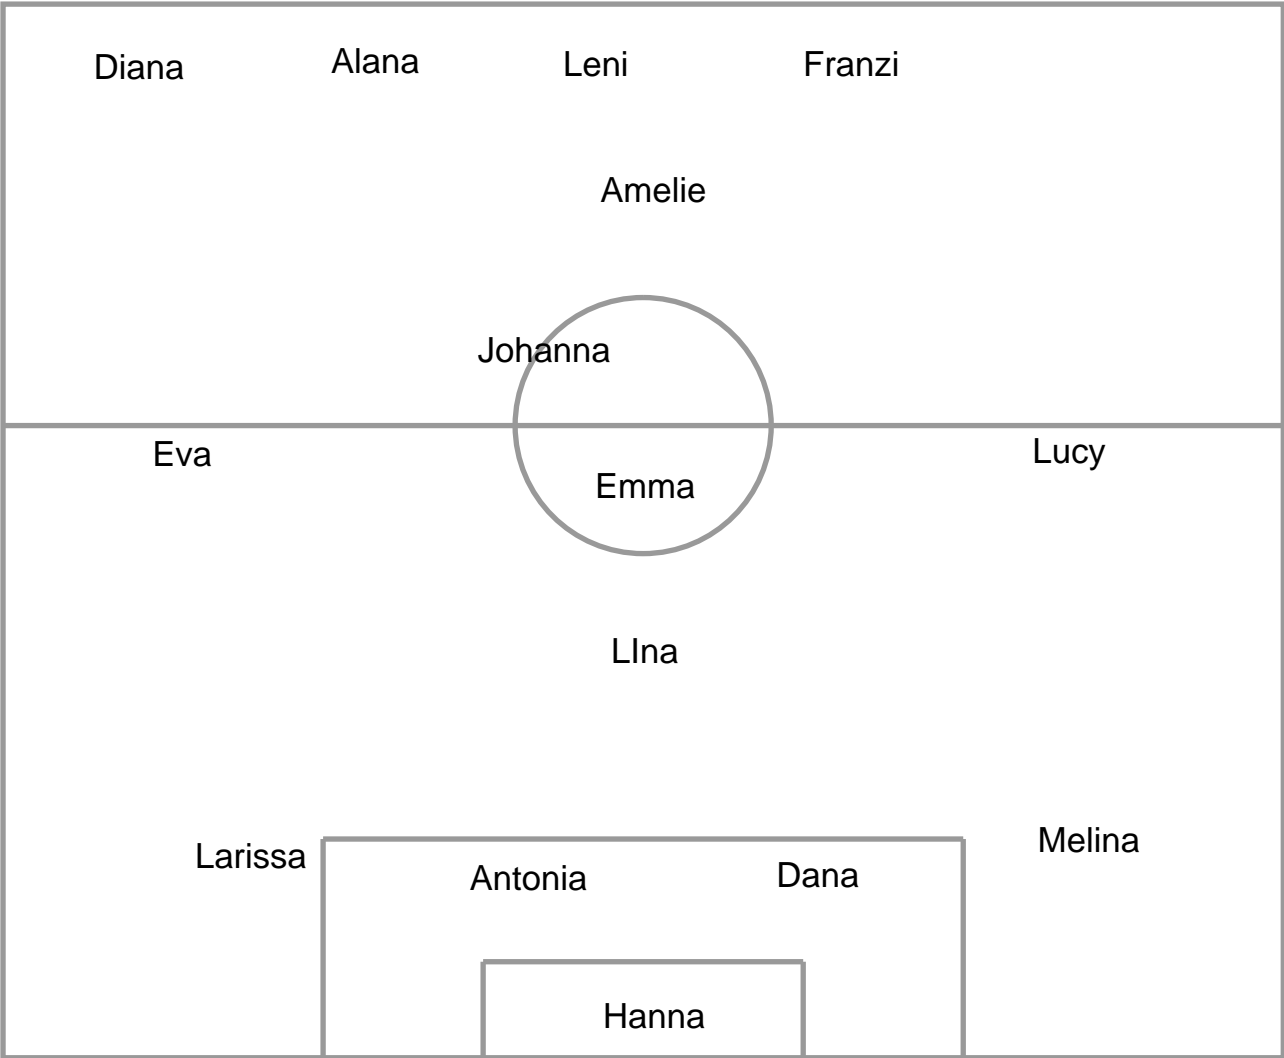 Diana Alana Leni Franzi
Amelie
Johanna
Eva Lucy
Emma
LIna
Larissa Melina
Antonia Dana
Hanna